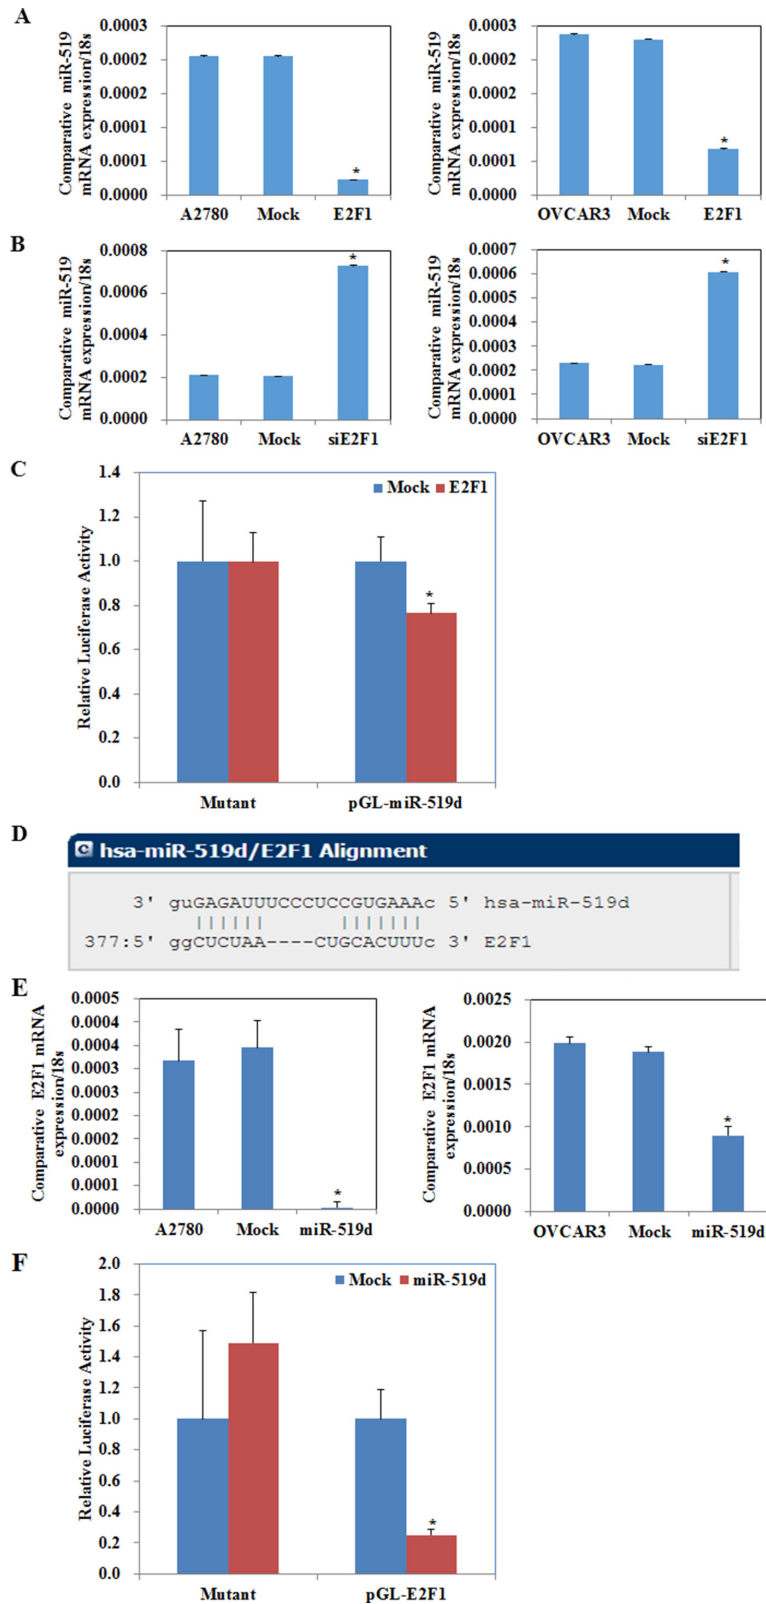 A
Comparative miR-519
mRNA expression/18s
0.0003
0.0002
0.0002
0.0001
0.0001
0.0000
A2780 Mock E2F1
*
Comparative miR-519
mRNA expression/18s
0.0003
0.0002
0.0002
0.0001
0.0001
0.0000
OVCAR3 Mock E2F1
*
B
Comparative miR-519
mRNA expression/18s
0.0008
0.0006
0.0004
0.0002
0.0000
A2780 Mock siE2F1
*
Comparative miR-519
mRNA expression/18s
0.0007
0.0006
0.0005
0.0004
0.0003
0.0002
0.0001
0.0000
OVCAR3 Mock siE2F1
*
C
Relative Luciferase Activity
1.4
1.2
1.0
0.8
0.6
0.4
0.2
0.0
Mock E2F1
*
Mutant pGL-miR-519d
D
C hsa-miR-519d/E2F1 Alignment
3' guGAGAUUUCCCUCCGUGAAAc 5' hsa-miR-519d
|||||| |||||||
377:5' ggCUCUAA----CUGCACUUUc 3' E2F1
E
Comparative E2F1 mRNA
expression/18s
0.0005
0.0004
0.0004
0.0003
0.0003
0.0002
0.0002
0.0001
0.0001
0.0000
A2780 Mock miR-519d
*
Comparative E2F1 mRNA
expression/18s
0.0025
0.0020
0.0015
0.0010
0.0005
0.0000
OVCAR3 Mock miR-519d
*
F
Relative Luciferase Activity
2.0
1.8
1.6
1.4
1.2
1.0
0.8
0.6
0.4
0.2
0.0
Mock miR-519d
*
Mutant pGL-E2F1